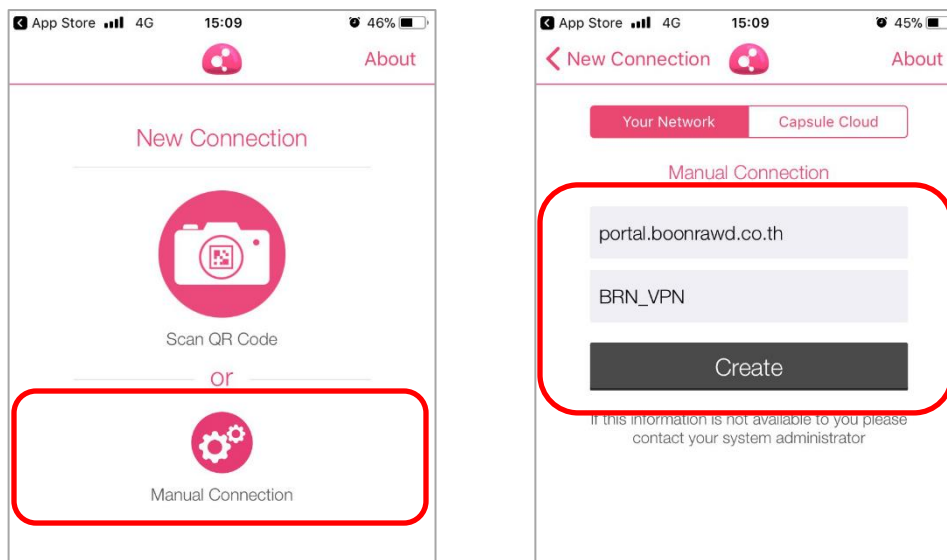 App Store 4G 15:09 46%
About
New Connection
Scan QR Code
or
Manual Connection
App Store 4G 15:09 45%
New Connection About
Your Network Capsule Cloud
Manual Connection
portal.boonrawd.co.th
BRN_VPN
Create
If this information is not available to you please
contact your system administrator